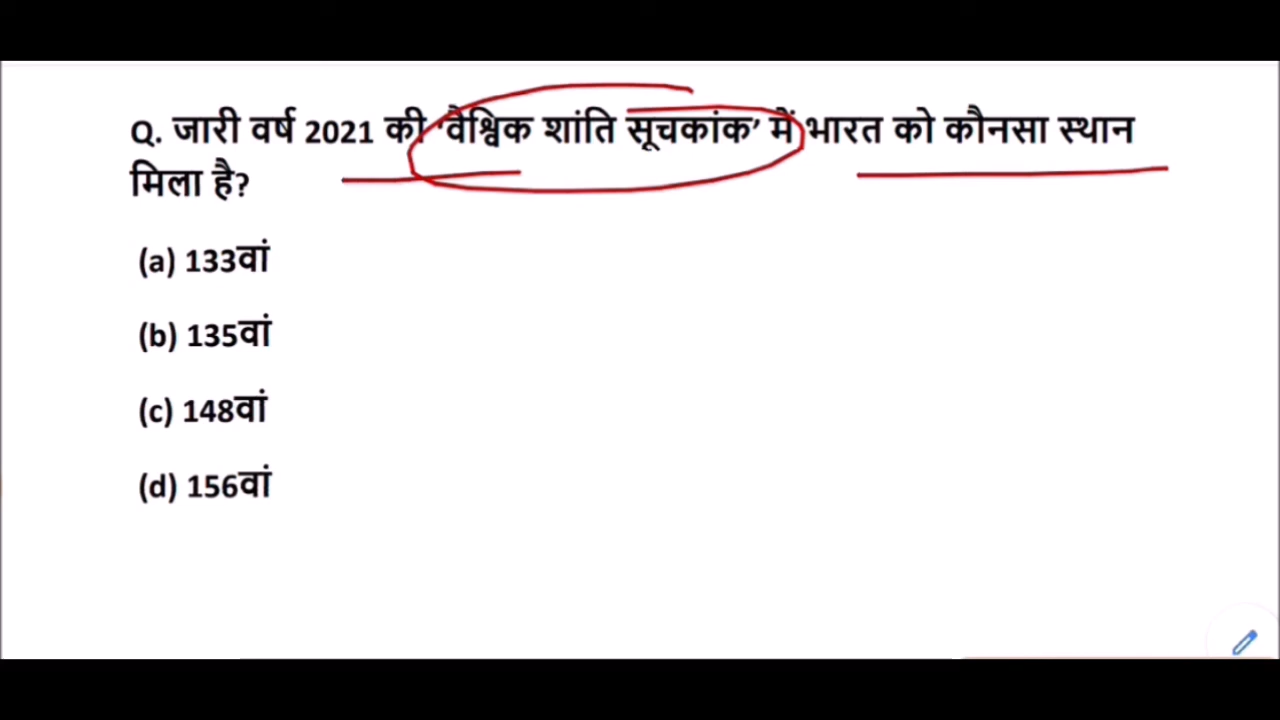 Q. जारी वर्ष 2021 की ‘वैश्विक शांति सूचकांक’ में भारत को कौनसा स्थान
मिला है?
(a) 133वां
(b) 135वां
(c) 148वां
(d) 156वां